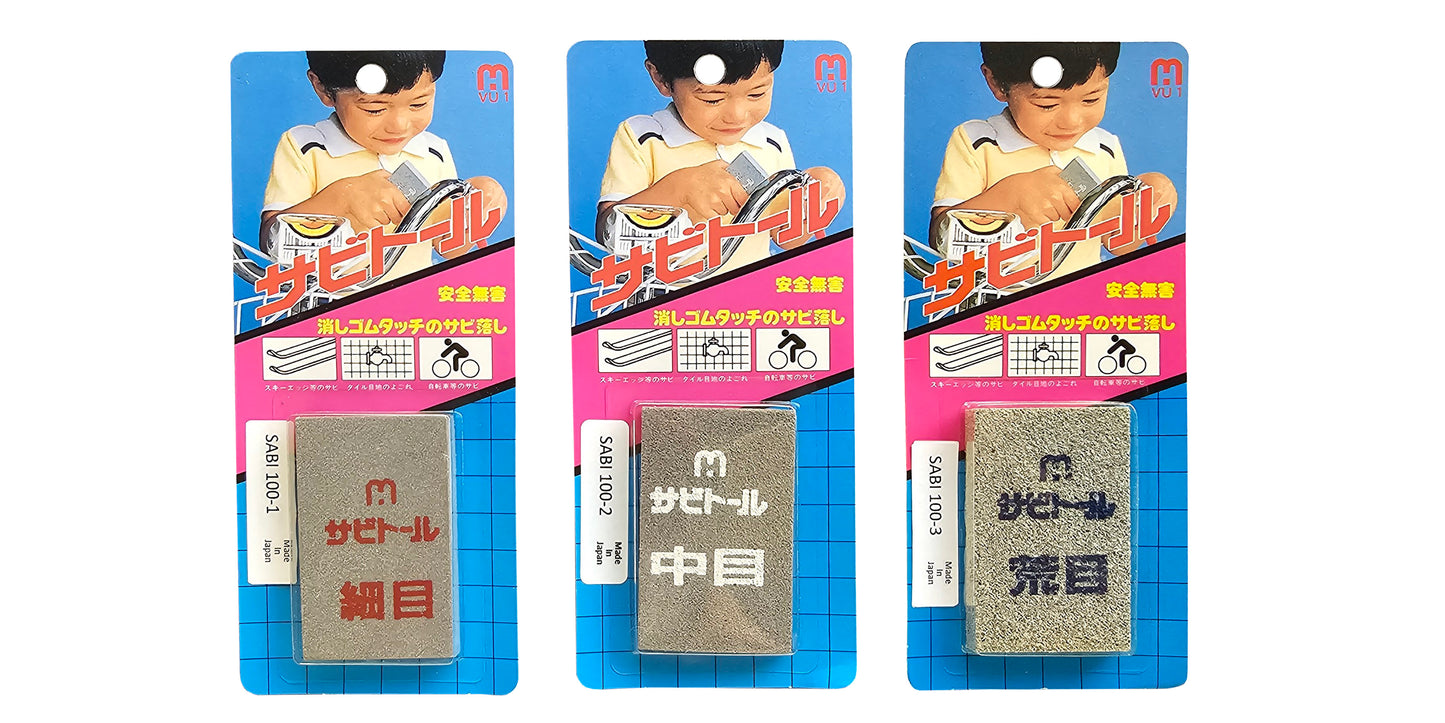 VU 1
サビトール
安全無害
消しゴムタッチのサビ落し
スキーエッジ等のサビ
タイル目地のよごれ
自転車等のサビ
SABI 100-1
Made
In
Japan
サビトール
細目
VU 1
サビトール
安全無害
消しゴムタッチのサビ落し
スキーエッジ等のサビ
タイル目地のよごれ
自転車等のサビ
SABI 100-2
Made
In
Japan
サビトール
中目
VU 1
サビトール
安全無害
消しゴムタッチのサビ落し
スキーエッジ等のサビ
タイル目地のよごれ
自転車等のサビ
SABI 100-3
Made
In
Japan
サビトール
荒目